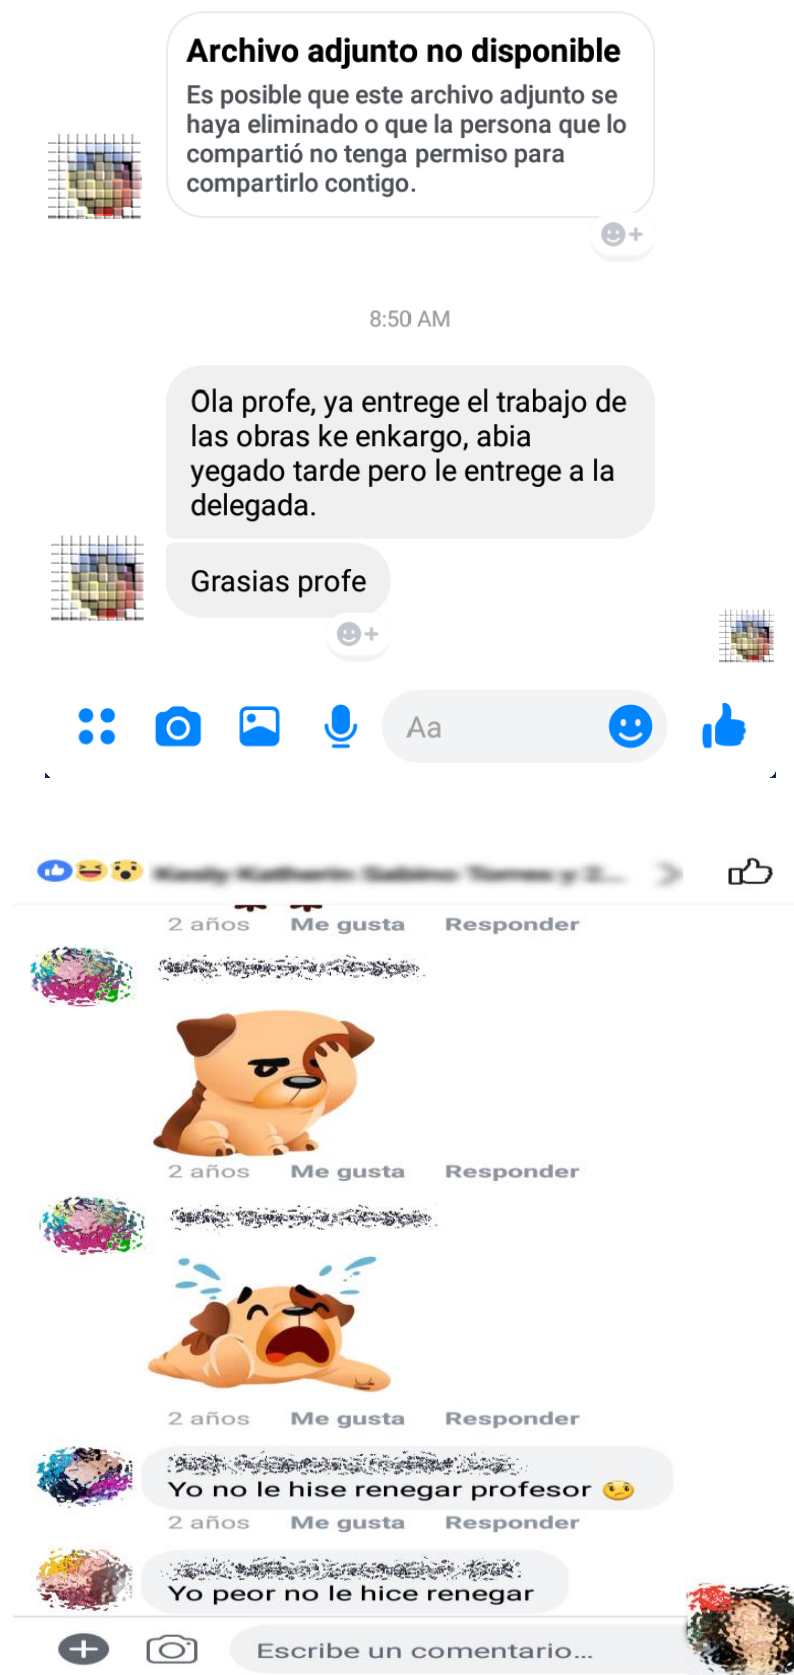 Archivo adjunto no disponible
Es posible que este archivo adjunto se
haya eliminado o que la persona que lo
compartió no tenga permiso para
compartirlo contigo.
8:50 AM
Ola profe, ya entrege el trabajo de
las obras ke enkargo, abia
yegado tarde pero le entrege a la
delegada.
Grasias profe
Aa
2 años Me gusta Responder
2 años Me gusta Responder
2 años Me gusta Responder
Yo no le hise renegar profesor
2 años Me gusta Responder
Yo peor no le hice renegar
Escribe un comentario...